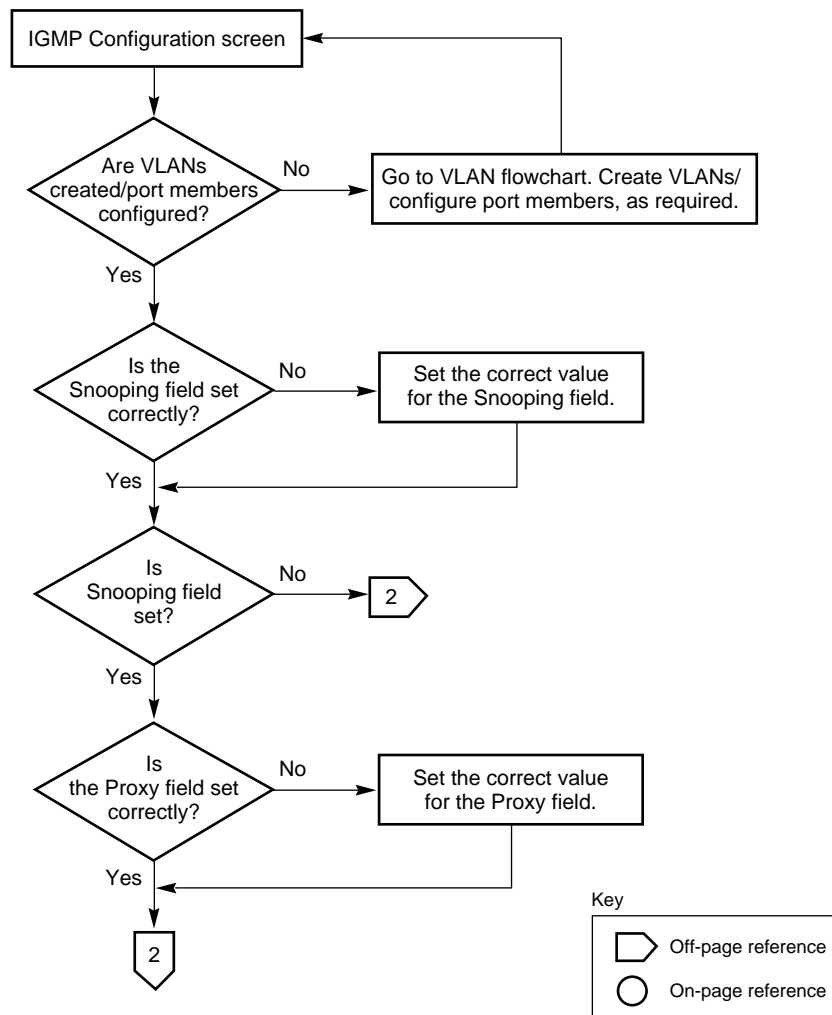 IGMP Configuration screen
Are VLANs
created/port members
configured?
No
Go to VLAN flowchart. Create VLANs/
configure port members, as required.
Yes
Is the
Snooping field set
correctly?
No
Set the correct value
for the Snooping field.
Yes
Is
Snooping field
set?
No
2
Yes
Is
the Proxy field set
correctly?
No
Set the correct value
for the Proxy field.
Yes
2
Key
Off-page reference
On-page reference